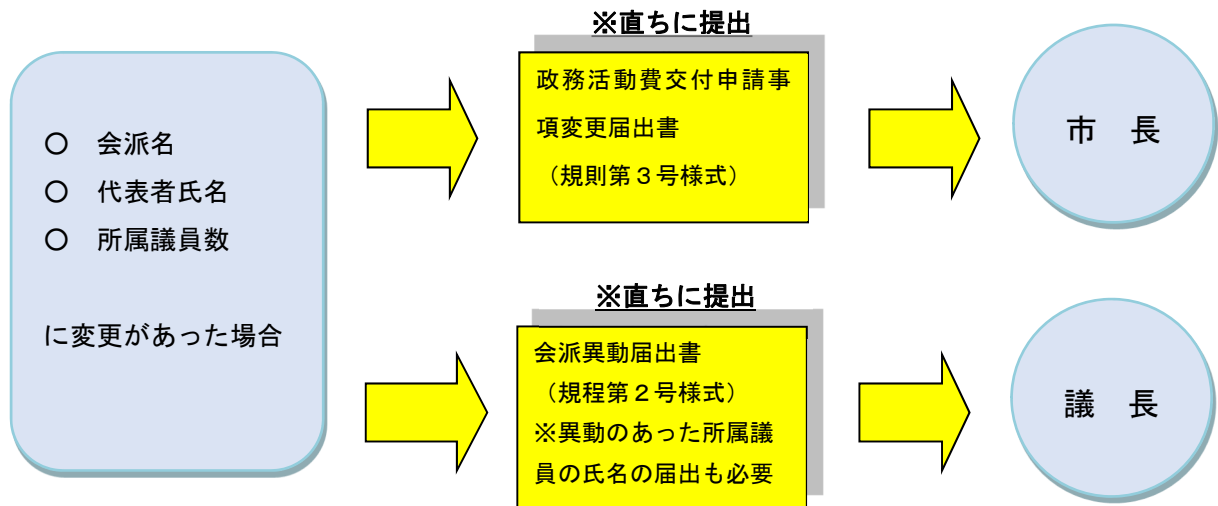 ○　会派名
○　代表者氏名
○　所属議員数
に変更があった場合
※直ちに提出
政務活動費交付申請事
項変更届出書
（規則第３号様式）
市　長
※直ちに提出
会派異動届出書
（規程第２号様式）
※異動のあった所属議
員の氏名の届出も必要
議　長